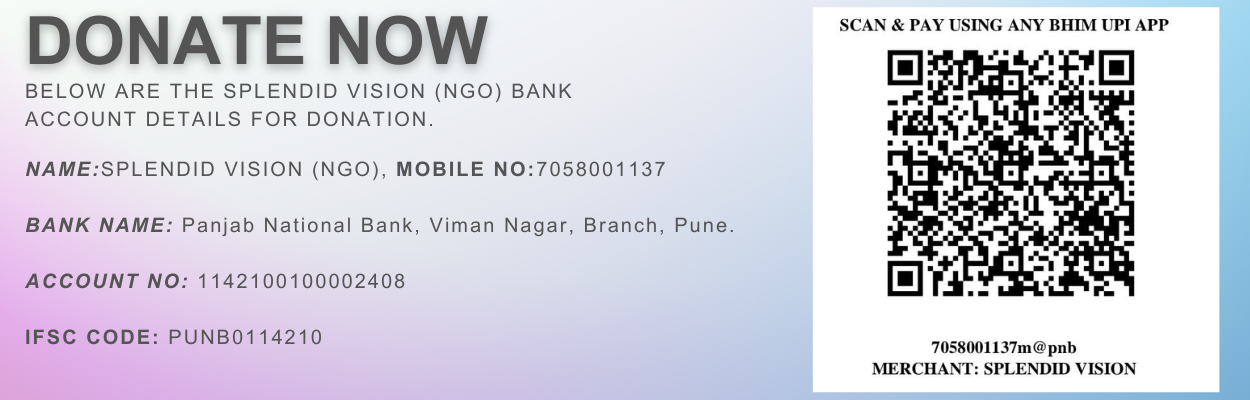 DONATE NOW
BELOW ARE THE SPLENDID VISION (NGO) BANK
ACCOUNT DETAILS FOR DONATION.
NAME:SPLENDID VISION (NGO), MOBILE NO:7058001137
BANK NAME: Panjab National Bank, Viman Nagar, Branch, Pune.
ACCOUNT NO: 1142100100002408
IFSC CODE: PUNB0114210
SCAN & PAY USING ANY BHIM UPI APP
7058001137m@pnb
MERCHANT: SPLENDID VISION